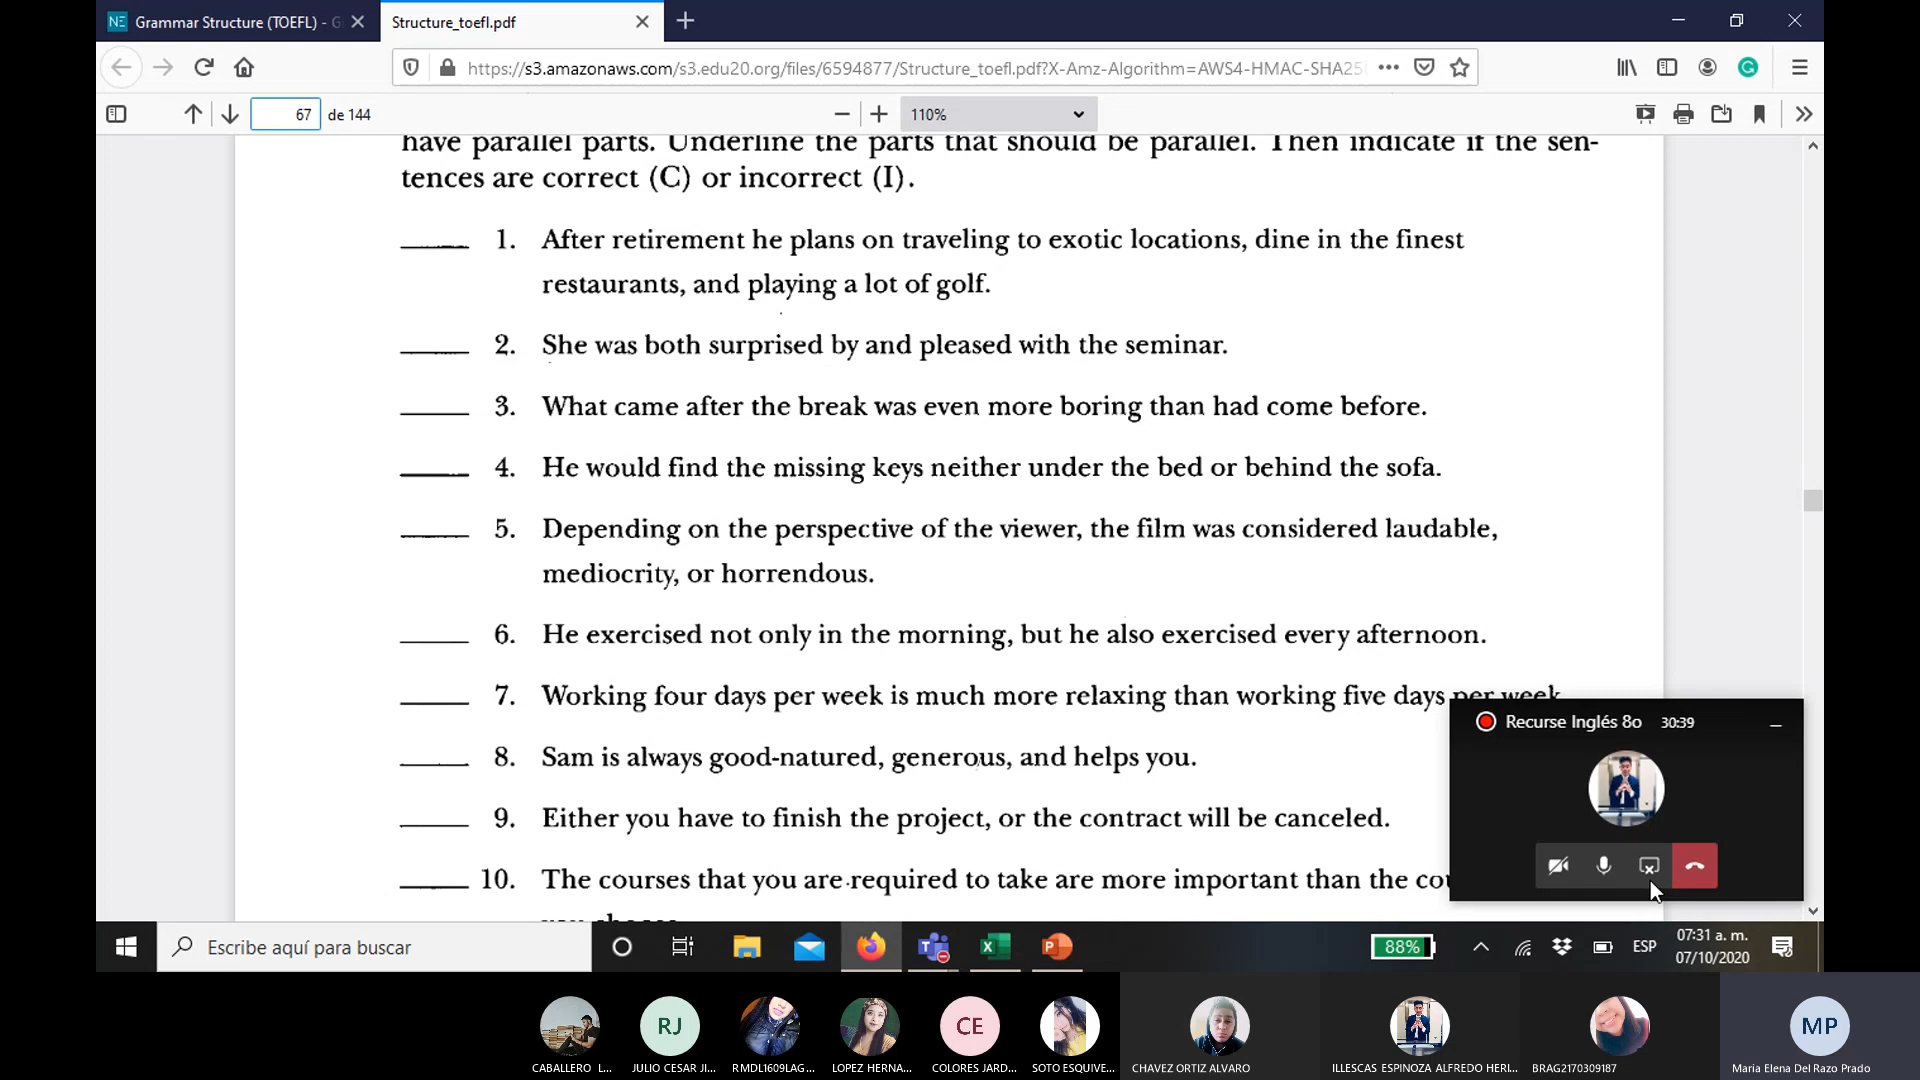 Grammar Structure (TOEFL) - G
Structure_toefl.pdf
https://s3.amazonaws.com/s3.edu20.org/files/6594877/Structure_toefl.pdf?X-Amz-Algorithm=AWS4-HMAC-SHA25
67 de 144
110%
have parallel parts. Underline the parts that should be parallel. Then indicate if the sen-
tences are correct (C) or incorrect (I).
1. After retirement he plans on traveling to exotic locations, dine in the finest
restaurants, and playing a lot of golf.
2. She was both surprised by and pleased with the seminar.
3. What came after the break was even more boring than had come before.
4. He would find the missing keys neither under the bed or behind the sofa.
5. Depending on the perspective of the viewer, the film was considered laudable,
mediocrity, or horrendous.
6. He exercised not only in the morning, but he also exercised every afternoon.
7. Working four days per week is much more relaxing than working five days per week
8. Sam is always good-natured, generous, and helps you.
9. Either you have to finish the project, or the contract will be canceled.
10. The courses that you are required to take are more important than the cou
Recurse Inglés 8o 30:39
Escribe aquí para buscar
88%
ESP
07:31 a. m.
07/10/2020
RJ
CE
MP
CABALLERO L...
JULIO CESAR JI...
RMDL1609LAG...
LOPEZ HERNA...
COLORES JARD...
SOTO ESQUIVE...
CHAVEZ ORTIZ ALVARO
ILLESCAS ESPINOZA ALFREDO HERI...
BRAG2170309187
Maria Elena Del Razo Prado